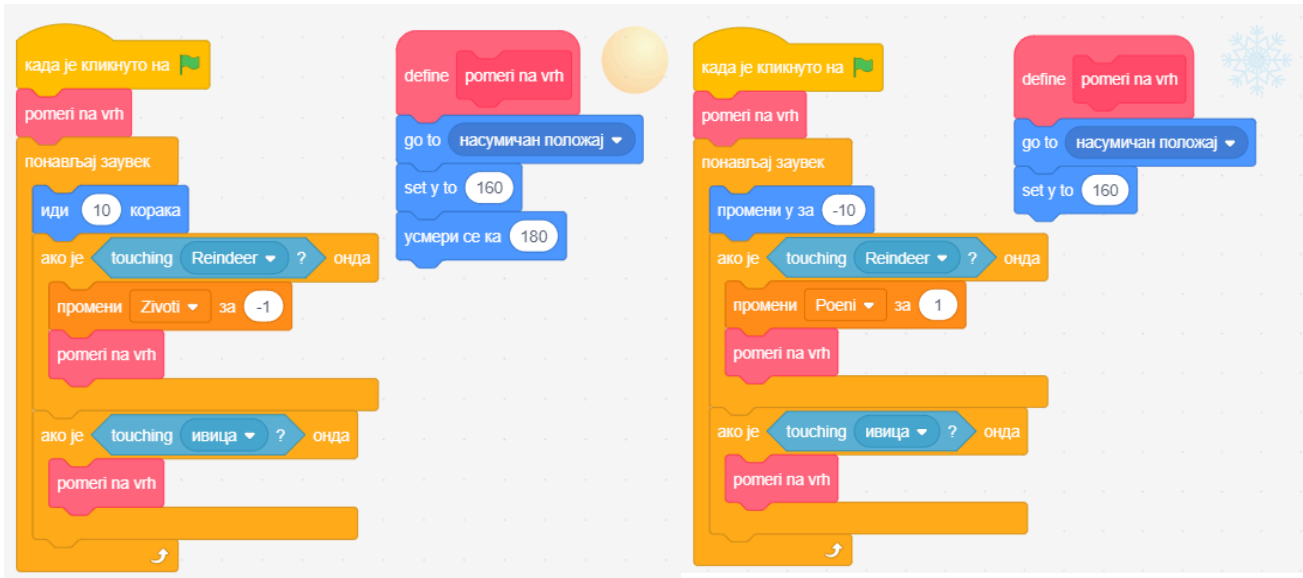 када је кликнуто на
pomeri na vrh
понављај заувек
иди 10 корака
ако је touching Reindeer ? онда
промени Zivoti за -1
pomeri na vrh
ако је touching ивица ? онда
pomeri na vrh
define pomeri na vrh
go to насумичан положај
set y to 160
усмери се ка 180
када је кликнуто на
pomeri na vrh
понављај заувек
промени y за -10
ако је touching Reindeer ? онда
промени Poeni за 1
pomeri na vrh
ако је touching ивица ? онда
pomeri na vrh
define pomeri na vrh
go to насумичан положај
set y to 160